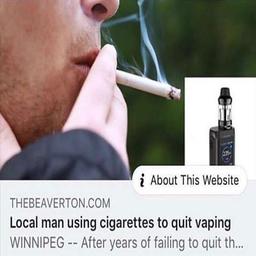 About This Website
THEBEAVERTON.COM
Local man using cigarettes to quit vaping
WINNIPEG -- After years of failing to quit th...